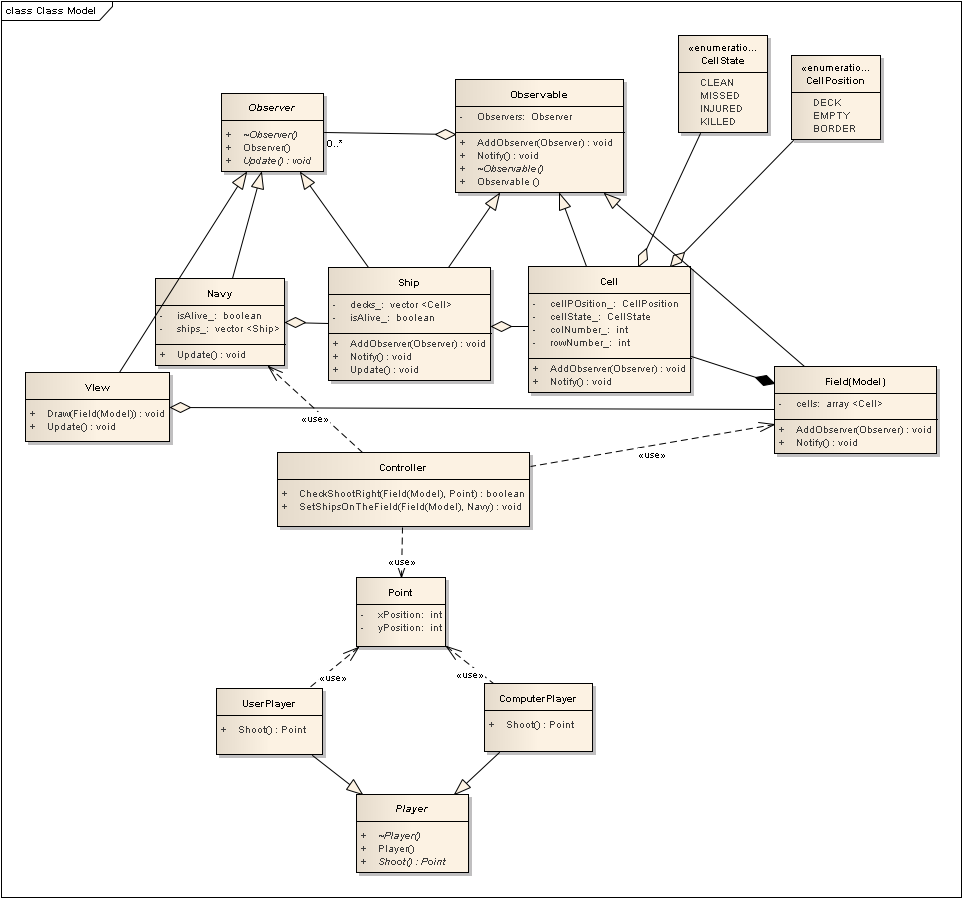 class Class Model
«enumeratio...
CellState
CLEAN
MISSED
INJURED
KILLED
«enumeratio...
CellPosition
DECK
EMPTY
BORDER
Observer
+ ~Observer()
+ Observer()
+ Update() : void
0..*
Observable
- Observers: Observer
+ AddObserver(Observer) : void
+ Notify() : void
+ ~Observable()
+ Observable ()
Navy
- isAlive_: boolean
- ships_: vector <Ship>
+ Update() : void
Ship
- decks_: vector <Cell>
- isAlive_: boolean
+ AddObserver(Observer) : void
+ Notify() : void
+ Update() : void
Cell
- cellPOsition_: CellPosition
- cellState_: CellState
- colNumber_: int
- rowNumber_: int
+ AddObserver(Observer) : void
+ Notify() : void
View
+ Draw(Field(Model)) : void
+ Update() : void
Field(Model)
- cells: array <Cell>
+ AddObserver(Observer) : void
+ Notify() : void
«use»
«use»
Controller
+ CheckShootRight(Field(Model), Point) : boolean
+ SetShipsOnTheField(Field(Model), Navy) : void
«use»
Point
- xPosition: int
- yPosition: int
«use»
«use»
UserPlayer
+ Shoot() : Point
ComputerPlayer
+ Shoot() : Point
Player
+ ~Player()
+ Player()
+ Shoot() : Point